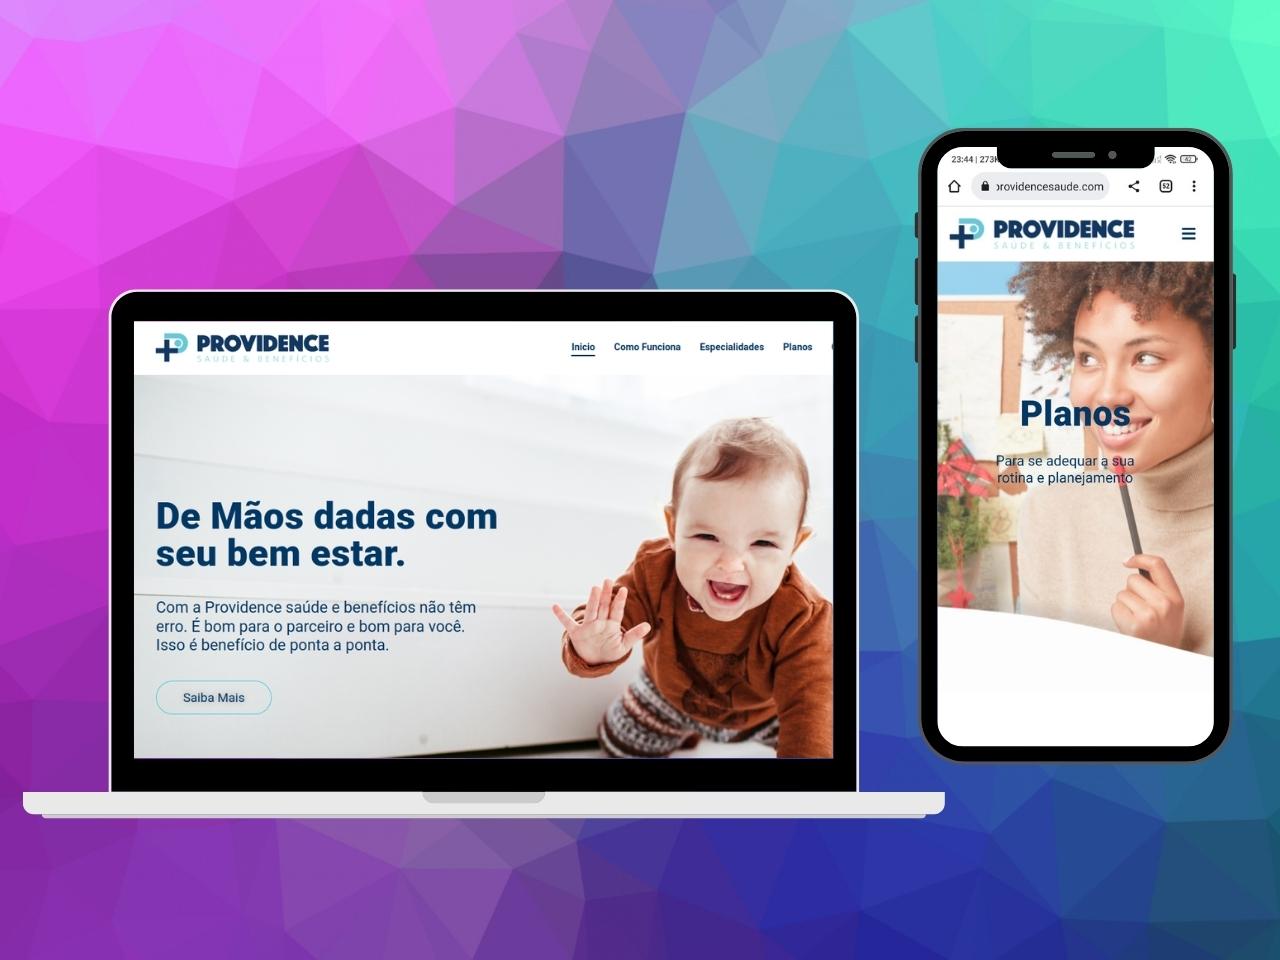 PROVIDENCE
SAÚDE & BENEFÍCIOS
Inicio Como Funciona Especialidades Planos
De Mãos dadas com
seu bem estar.
Com a Providence saúde e benefícios não têm
erro. É bom para o parceiro e bom para você.
Isso é benefício de ponta a ponta.
Saiba Mais
23:44 | 273K
42
providencesaude.com
52
PROVIDENCE
SAÚDE & BENEFÍCIOS
Planos
Para se adequar a sua
rotina e planejamento